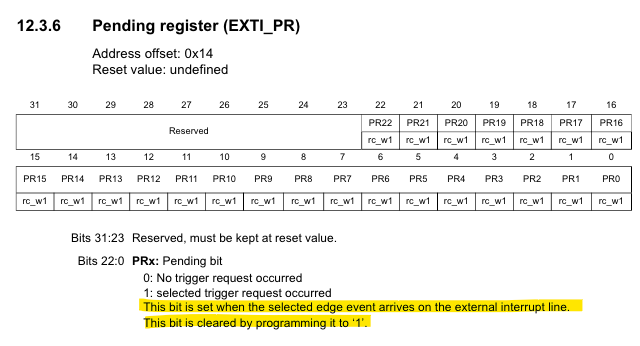 12.3.6 Pending register (EXTI_PR)
Address offset: 0x14
Reset value: undefined
31 30 29 28 27 26 25 24 23 22 21 20 19 18 17 16
Reserved PR22 PR21 PR20 PR19 PR18 PR17 PR16
rc_w1 rc_w1 rc_w1 rc_w1 rc_w1 rc_w1 rc_w1
15 14 13 12 11 10 9 8 7 6 5 4 3 2 1 0
PR15 PR14 PR13 PR12 PR11 PR10 PR9 PR8 PR7 PR6 PR5 PR4 PR3 PR2 PR1 PR0
rc_w1 rc_w1 rc_w1 rc_w1 rc_w1 rc_w1 rc_w1 rc_w1 rc_w1 rc_w1 rc_w1 rc_w1 rc_w1 rc_w1 rc_w1 rc_w1
Bits 31:23 Reserved, must be kept at reset value.
Bits 22:0 PRx: Pending bit
0: No trigger request occurred
1: selected trigger request occurred
This bit is set when the selected edge event arrives on the external interrupt line.
This bit is cleared by programming it to ‘1’.